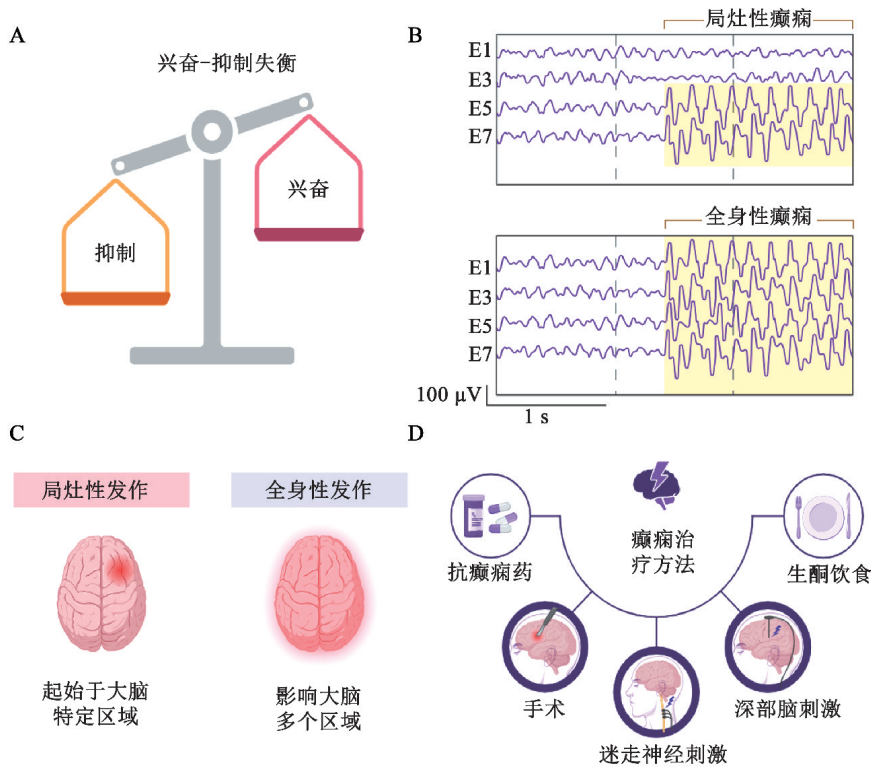 A
兴奋-抑制失衡
兴奋
抑制
B
局灶性癫痫
E1
E3
E5
E7
全身性癫痫
E1
E3
E5
E7
100 μV
1 s
C
局灶性发作
全身性发作
起始于大脑
特定区域
影响大脑
多个区域
D
癫痫治
疗方法
抗癫痫药
生酮饮食
手术
深部脑刺激
迷走神经刺激